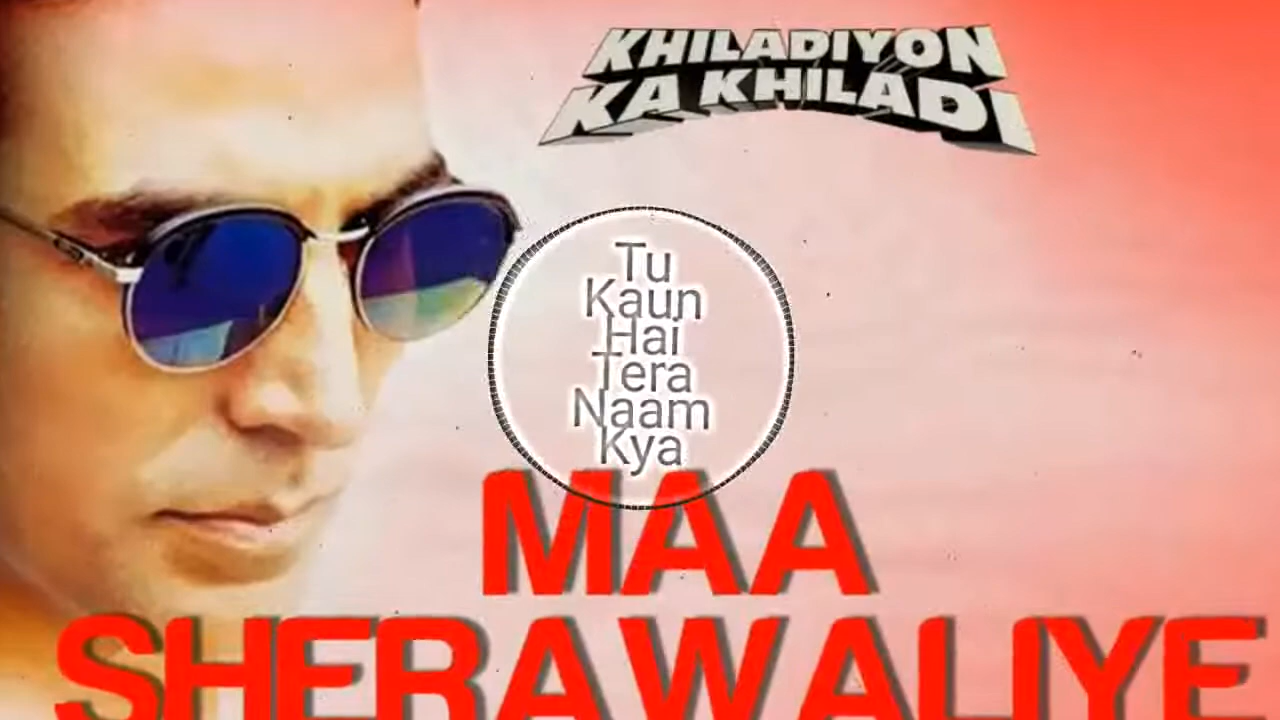 KHILADIYON
KA KHILADI
Tu
Kaun
Hai
Tera
Naam
Kya
MAA
SHERAWALIYE